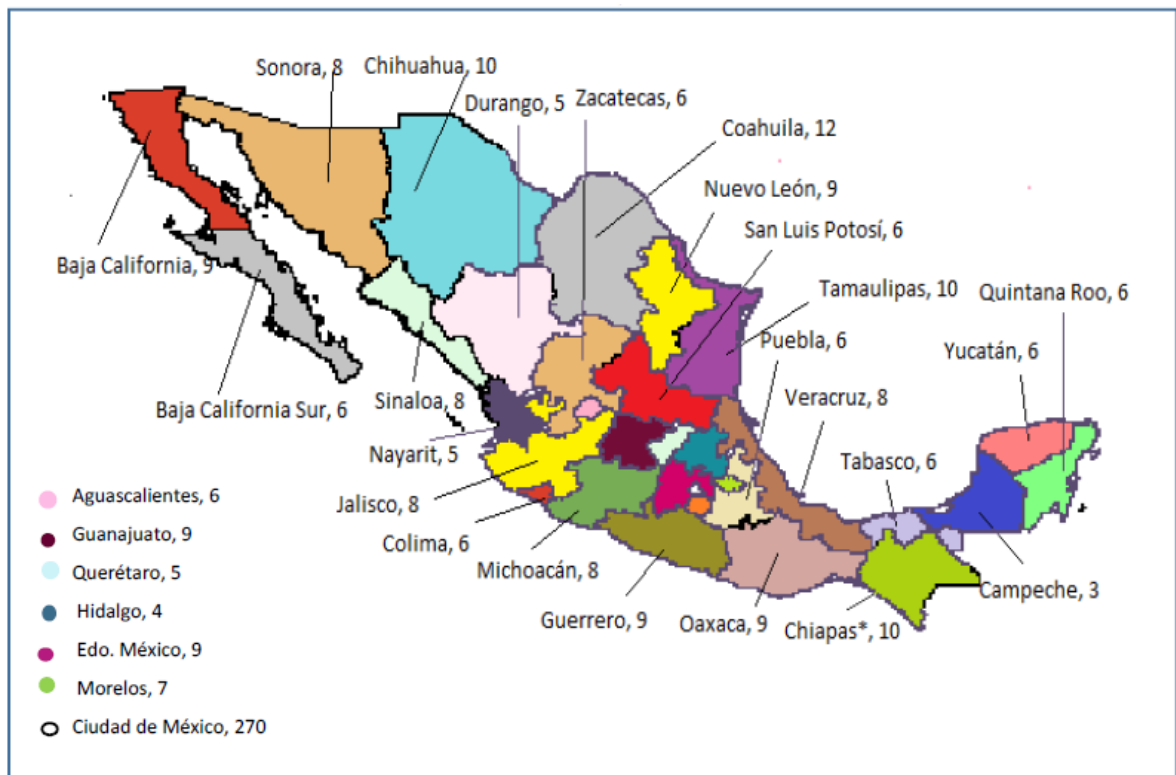 Sonora, 8
Chihuahua, 10
Durango, 5
Zacatecas, 6
Coahuila, 12
Nuevo León, 9
San Luis Potosí, 6
Baja California, 9
Tamaulipas, 10
Quintana Roo, 6
Puebla, 6
Yucatán, 6
Veracruz, 8
Baja California Sur, 6
Sinaloa, 8
Nayarit, 5
Tabasco, 6
Jalisco, 8
Colima, 6
Michoacán, 8
Guerrero, 9
Oaxaca, 9
Chiapas*, 10
Campeche, 3
Aguascalientes, 6
Guanajuato, 9
Querétaro, 5
Hidalgo, 4
Edo. México, 9
Morelos, 7
Ciudad de México, 270